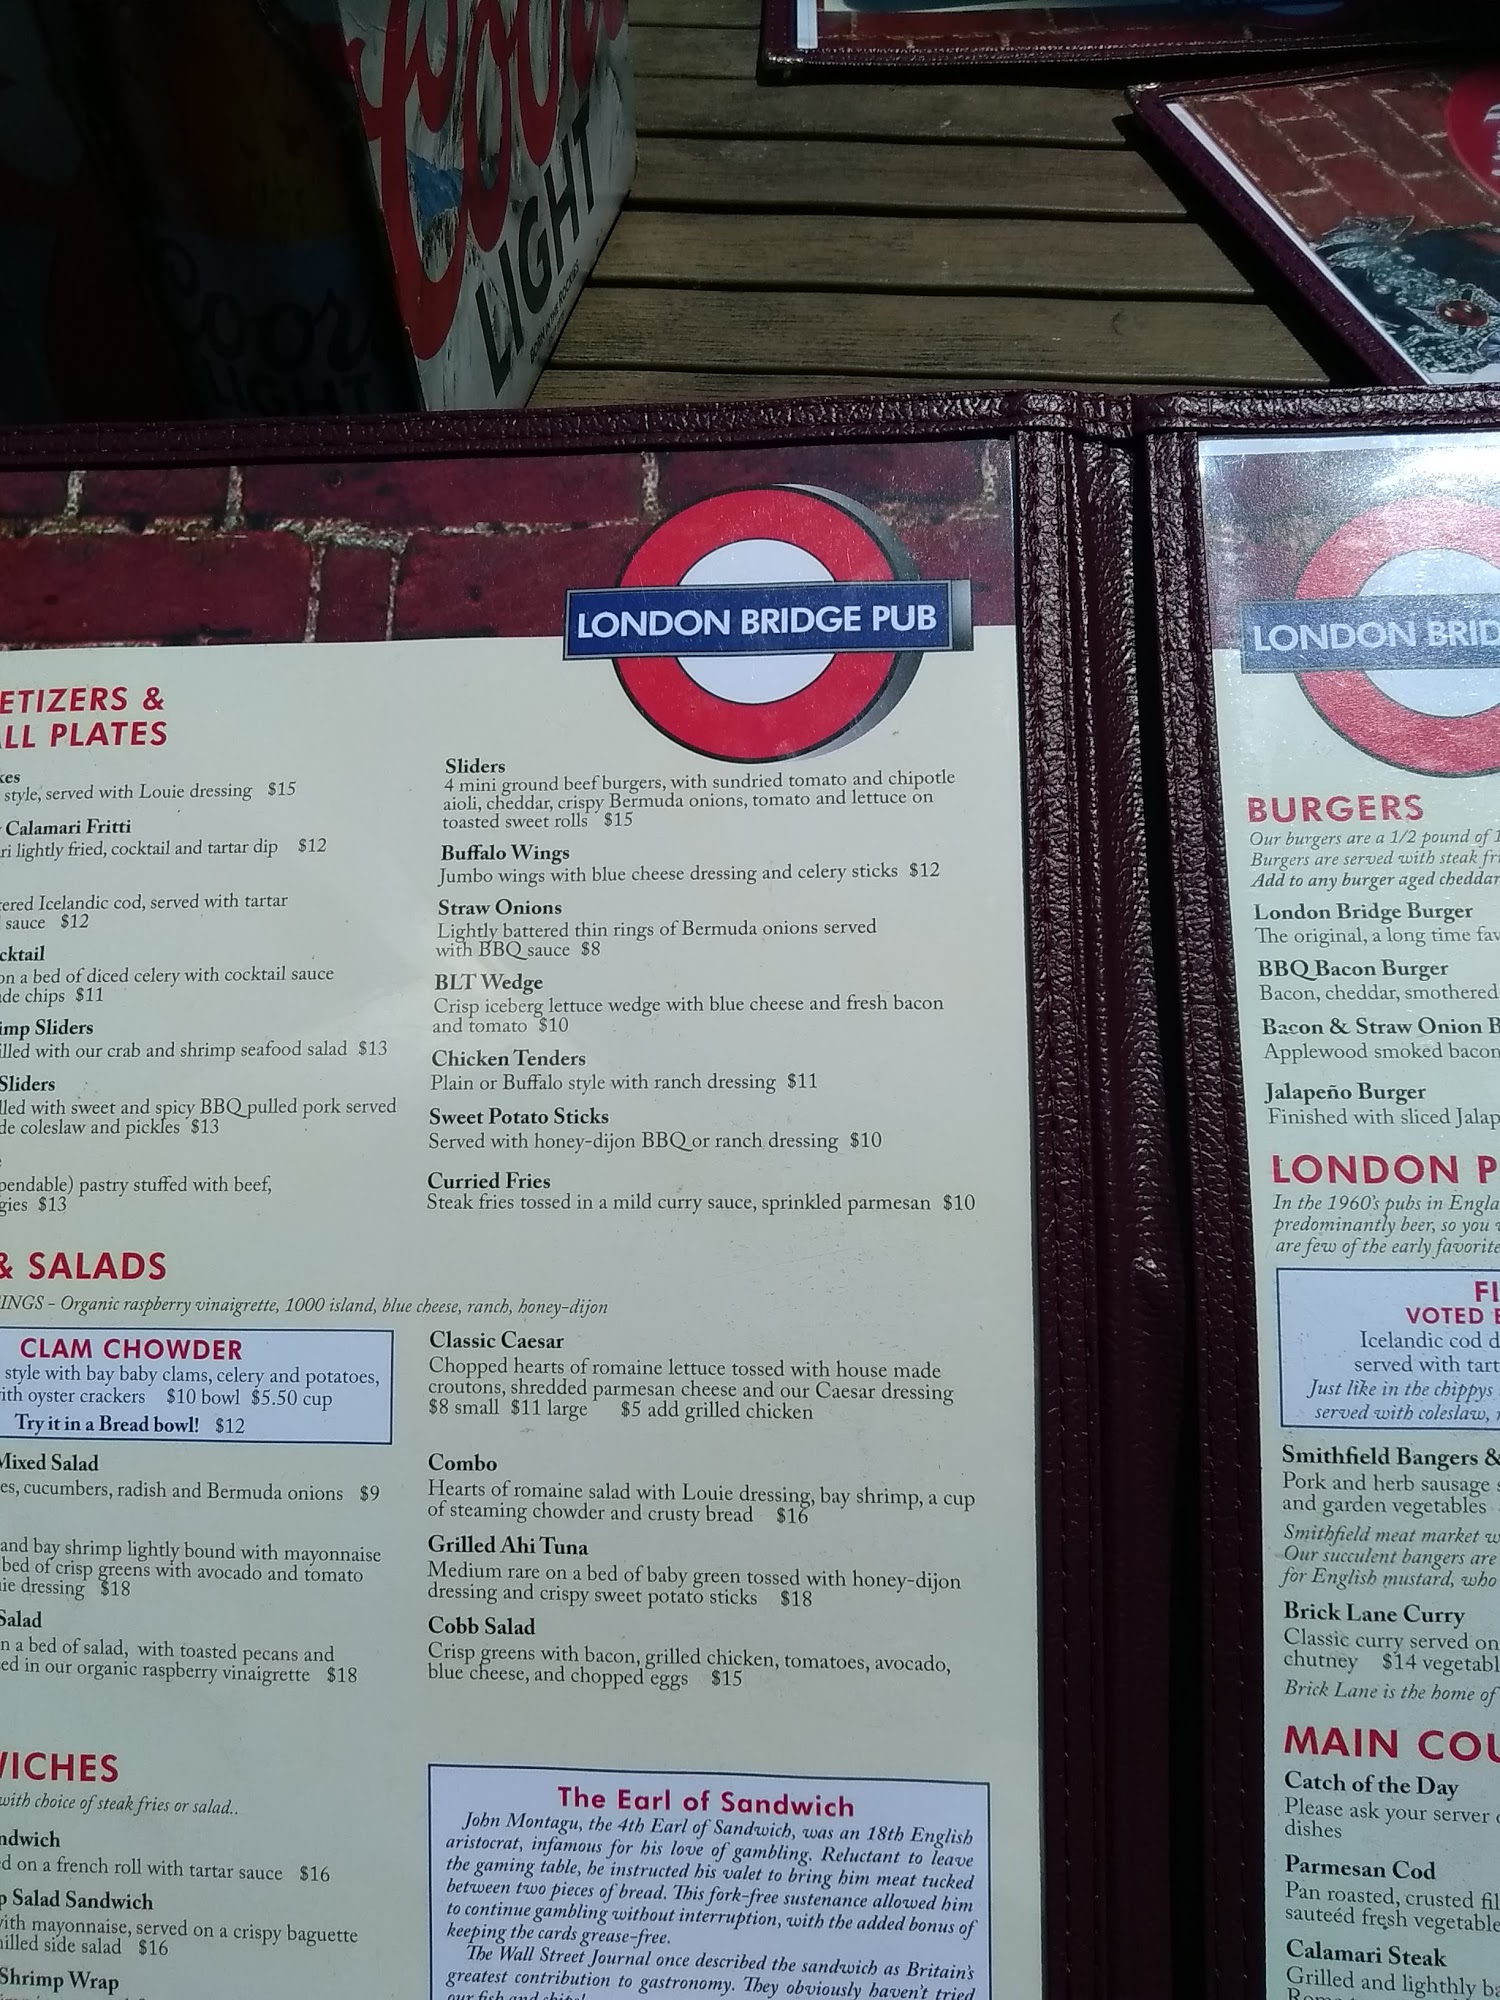 Coors
LIGHT
BORN IN THE ROCKIES
Coors
LIGHT
LONDON BRIDGE PUB
ETIZERS &
ALL PLATES
kes
style, served with Louie dressing $15
Calamari Fritti
ri lightly fried, cocktail and tartar dip $12
tered Icelandic cod, served with tartar
sauce $12
cktail
on a bed of diced celery with cocktail sauce
de chips $11
imp Sliders
illed with our crab and shrimp seafood salad $13
Sliders
lled with sweet and spicy BBQ pulled pork served
de coleslaw and pickles $13
pendable) pastry stuffed with beef,
gies $13
Sliders
4 mini ground beef burgers, with sundried tomato and chipotle
aioli, cheddar, crispy Bermuda onions, tomato and lettuce on
toasted sweet rolls $15
Buffalo Wings
Jumbo wings with blue cheese dressing and celery sticks $12
Straw Onions
Lightly battered thin rings of Bermuda onions served
with BBQ sauce $8
BLT Wedge
Crisp iceberg lettuce wedge with blue cheese and fresh bacon
and tomato $10
Chicken Tenders
Plain or Buffalo style with ranch dressing $11
Sweet Potato Sticks
Served with honey-dijon BBQ or ranch dressing $10
Curried Fries
Steak fries tossed in a mild curry sauce, sprinkled parmesan $10
& SALADS
INGS - Organic raspberry vinaigrette, 1000 island, blue cheese, ranch, honey-dijon
CLAM CHOWDER
style with bay baby clams, celery and potatoes,
ith oyster crackers $10 bowl $5.50 cup
Try it in a Bread bowl! $12
Mixed Salad
es, cucumbers, radish and Bermuda onions $9
and bay shrimp lightly bound with mayonnaise
bed of crisp greens with avocado and tomato
ie dressing $18
Salad
n a bed of salad, with toasted pecans and
ed in our organic raspberry vinaigrette $18
Classic Caesar
Chopped hearts of romaine lettuce tossed with house made
croutons, shredded parmesan cheese and our Caesar dressing
$8 small $11 large $5 add grilled chicken
Combo
Hearts of romaine salad with Louie dressing, bay shrimp, a cup
of steaming chowder and crusty bread $16
Grilled Ahi Tuna
Medium rare on a bed of baby green tossed with honey-dijon
dressing and crispy sweet potato sticks $18
Cobb Salad
Crisp greens with bacon, grilled chicken, tomatoes, avocado,
blue cheese, and chopped eggs $15
WICHES
with choice of steak fries or salad..
ndwich
d on a french roll with tartar sauce $16
p Salad Sandwich
with mayonnaise, served on a crispy baguette
hilled side salad $16
Shrimp Wrap
The Earl of Sandwich
John Montagu, the 4th Earl of Sandwich, was an 18th English
aristocrat, infamous for his love of gambling. Reluctant to leave
the gaming table, he instructed his valet to bring him meat tucked
between two pieces of bread. This fork-free sustenance allowed him
to continue gambling without interruption, with the added bonus of
keeping the cards grease-free.
The Wall Street Journal once described the sandwich as Britain's
greatest contribution to gastronomy. They obviously haven't tried
our fish and chips!
LONDON BRID
BURGERS
Our burgers are a 1/2 pound of
Burgers are served with steak fri
Add to any burger aged cheddar
London Bridge Burger
The original, a long time fav
BBQ Bacon Burger
Bacon, cheddar, smothered
Bacon & Straw Onion B
Applewood smoked bacon
Jalapeño Burger
Finished with sliced Jalap
LONDON P
In the 1960's pubs in Engla
predominantly beer, so you
are few of the early favorite
FI
VOTED
Icelandic cod d
served with tart
Just like in the chippys
served with coleslaw,
Smithfield Bangers &
Pork and herb sausage
and garden vegetables
Smithfield meat market w
Our succulent bangers are
for English mustard, who
Brick Lane Curry
Classic curry served on
chutney $14 vegetabl
Brick Lane is the home of
MAIN COU
Catch of the Day
Please ask your server
dishes
Parmesan Cod
Pan roasted, crusted fil
sauteéd fresh vegetable
Calamari Steak
Grilled and lighthly ba